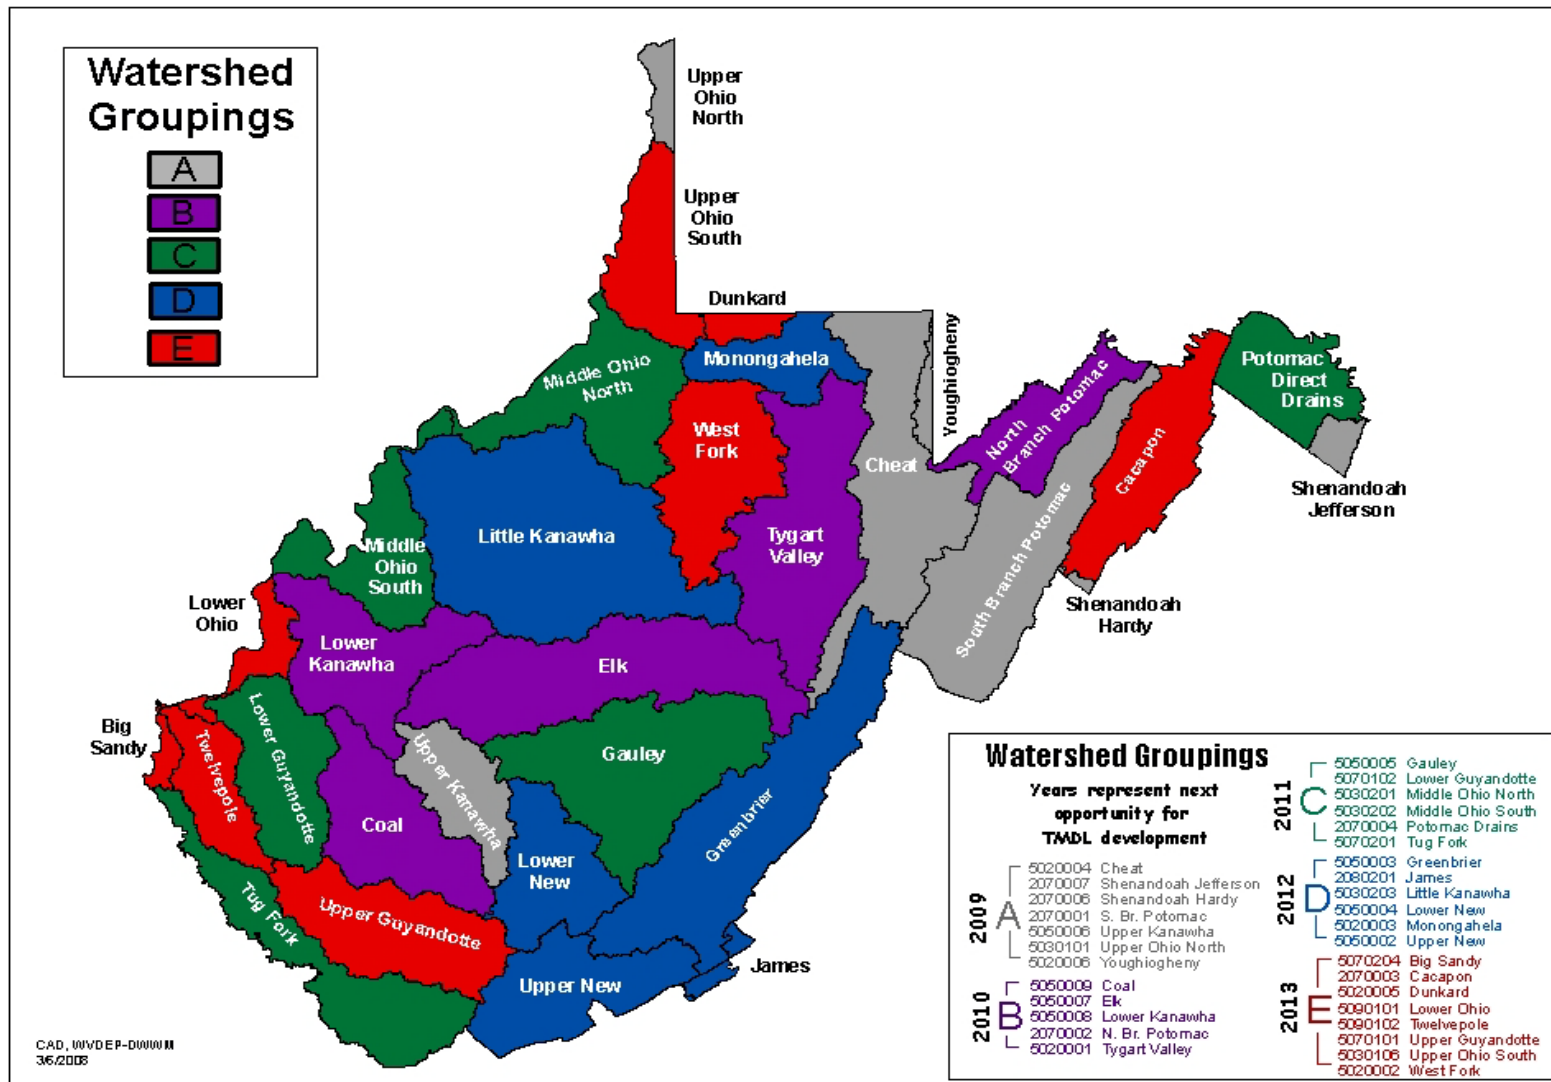 Watershed
Groupings
A
B
C
D
E
Upper
Ohio
North
Upper
Ohio
South
Dunkard
Monongahela
Youghiogheny
Middle Ohio
North
West
Fork
Cheat
North
Branch Potomac
Potomac
Direct
Drains
Cacapon
Shenandoah
Jefferson
Little Kanawha
Tygart
Valley
South Branch Potomac
Middle
Ohio
South
Shenandoah
Hardy
Lower
Ohio
Lower
Kanawha
Elk
Big
Sandy
Twelvepole
Lower Guyandotte
Upper Kanawha
Gauley
Coal
Greenbrier
Lower
New
Tug Fork
Upper Guyandotte
Upper New
James
CAD, WVDEP-DWWM
3/6/2008
Watershed Groupings
Years represent next
opportunity for
TMDL development
2009
A
5020004 Cheat
2070007 Shenandoah Jefferson
2070006 Shenandoah Hardy
2070001 S. Br. Potomac
5050006 Upper Kanawha
5030101 Upper Ohio North
5020006 Youghiogheny
2010
B
5050009 Coal
5050007 Elk
5050008 Lower Kanawha
2070002 N. Br. Potomac
5020001 Tygart Valley
2011
C
5050005 Gauley
5070102 Lower Guyandotte
5030201 Middle Ohio North
5030202 Middle Ohio South
2070004 Potomac Drains
5070201 Tug Fork
2012
D
5050003 Greenbrier
2080201 James
5030203 Little Kanawha
5050004 Lower New
5020003 Monongahela
5050002 Upper New
2013
E
5070204 Big Sandy
2070003 Cacapon
5020005 Dunkard
5090101 Lower Ohio
5090102 Twelvepole
5070101 Upper Guyandotte
5030106 Upper Ohio South
5020002 West Fork